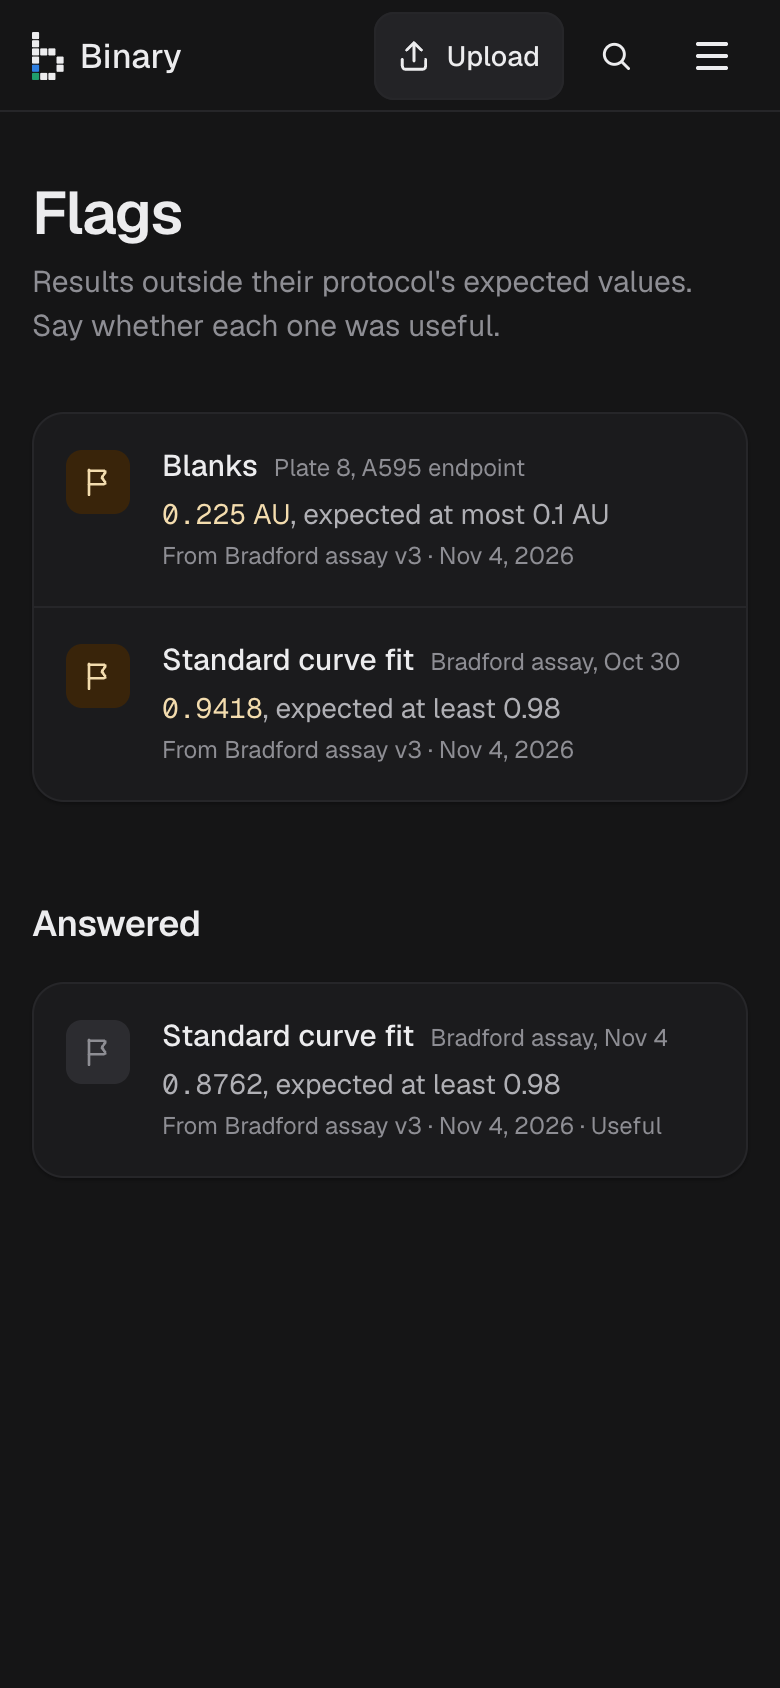 Binary
Upload
Flags
Results outside their protocol's expected values.
Say whether each one was useful.
Blanks Plate 8, A595 endpoint
0.225 AU, expected at most 0.1 AU
From Bradford assay v3 · Nov 4, 2026
Standard curve fit Bradford assay, Oct 30
0.9418, expected at least 0.98
From Bradford assay v3 · Nov 4, 2026
Answered
Standard curve fit Bradford assay, Nov 4
0.8762, expected at least 0.98
From Bradford assay v3 · Nov 4, 2026 · Useful